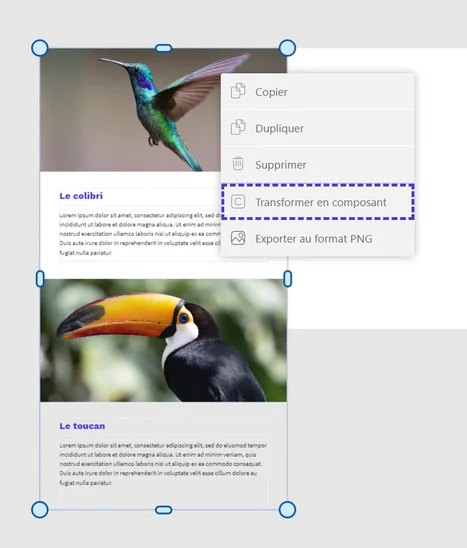 Copier
Dupliquer
Supprimer
Transformer en composant
Exporter au format PNG
Le colibri
Lorem ipsum dolor sit amet, consectetur adipiscing elit, sed do
incididunt ut labore et dolore magna aliqua. Ut enim ad minim
nostrud exercitation ullamco laboris nisi ut aliquip ex ea
Duis aute irure dolor in reprehenderit in voluptate velit esse cillum
fugiat nulla pariatur.
Le toucan
Lorem ipsum dolor sit amet, consectetur adipiscing elit, sed do eiusmod tempor
incididunt ut labore et dolore magna aliqua. Ut enim ad minim veniam, quis
nostrud exercitation ullamco laboris nisi ut aliquip ex ea commodo consequat.
Duis aute irure dolor in reprehenderit in voluptate velit esse cillum dolore eu
fugiat nulla pariatur.